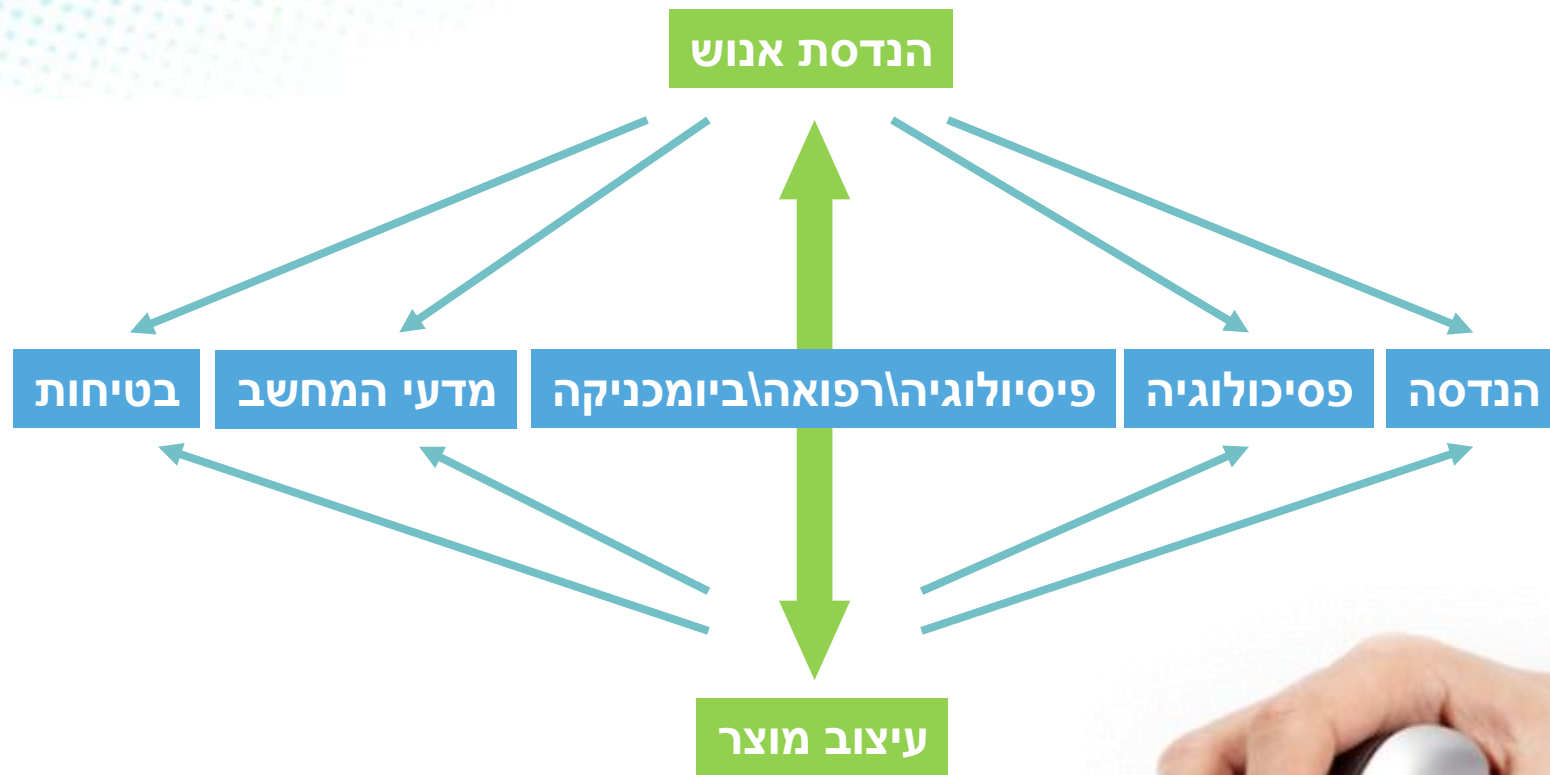 הנדסת אנוש
הנדסה
פסיכולוגיה
פיסיולוגיה\רפואה\ביומכניקה
מדעי המחשב
בטיחות
עיצוב מוצר